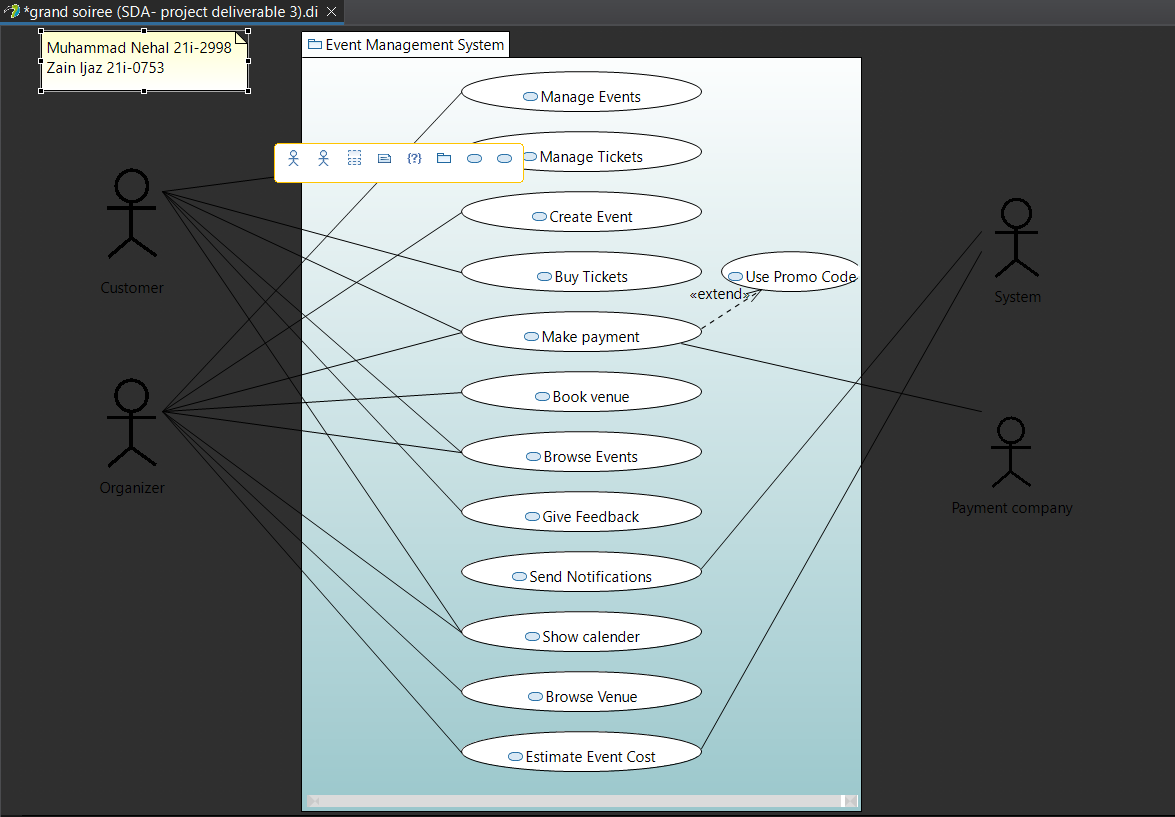 *grand soiree (SDA- project deliverable 3).di
Muhammad Nehal 21i-2998
Zain Ijaz 21i-0753
Event Management System
Manage Events
{?}
Manage Tickets
Create Event
Buy Tickets
Use Promo Code
«extend»
Make payment
Book venue
Browse Events
Give Feedback
Send Notifications
Show calender
Browse Venue
Estimate Event Cost
Customer
Organizer
System
Payment company